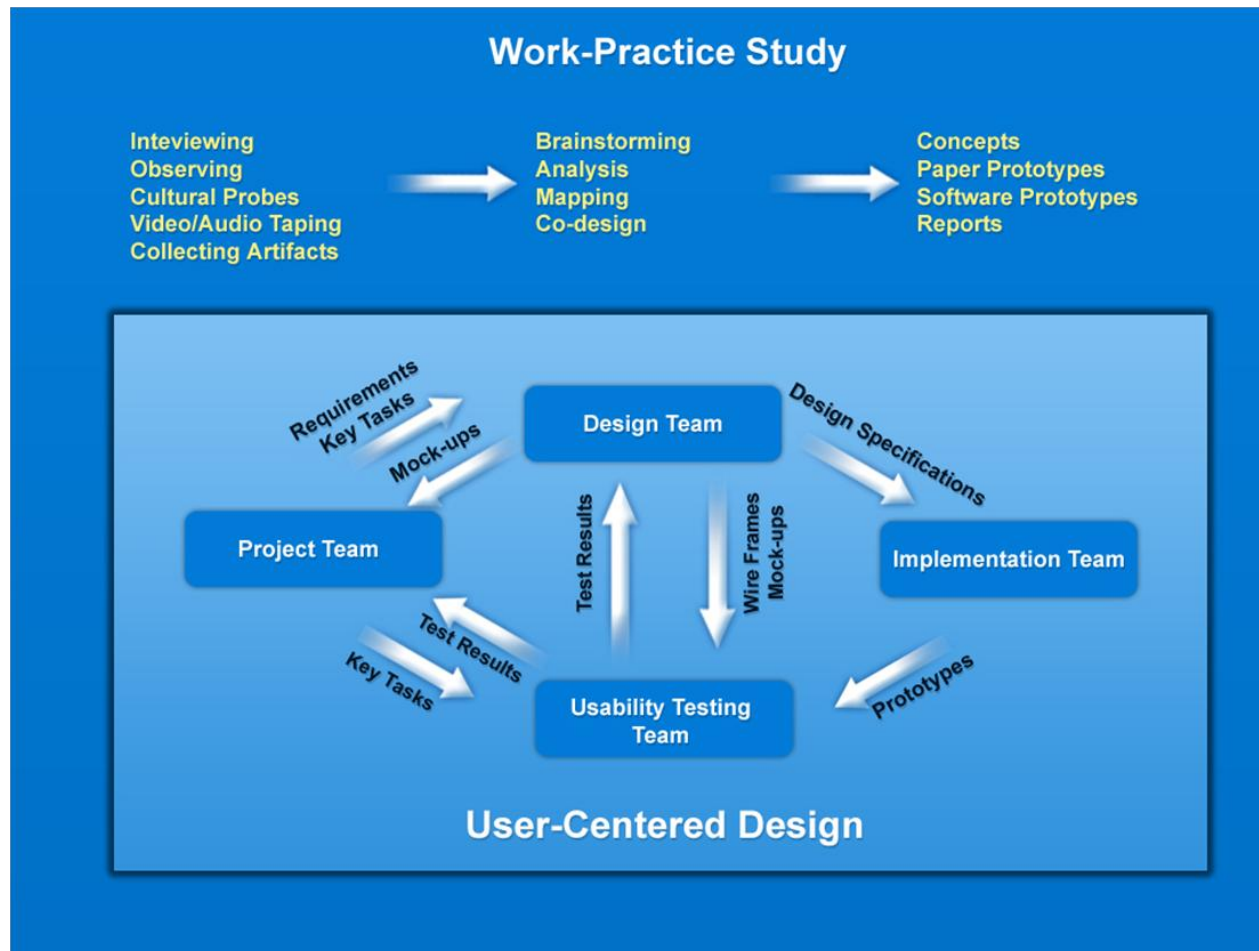 Work-Practice Study
Inteviewing
Observing
Cultural Probes
Video/Audio Taping
Collecting Artifacts
Brainstorming
Analysis
Mapping
Co-design
Concepts
Paper Prototypes
Software Prototypes
Reports
Requirements
Key Tasks
Mock-ups
Design Team
Design Specifications
Project Team
Test Results
Wire Frames
Mock-ups
Implementation Team
Test Results
Key Tasks
Usability Testing
Team
Prototypes
User-Centered Design